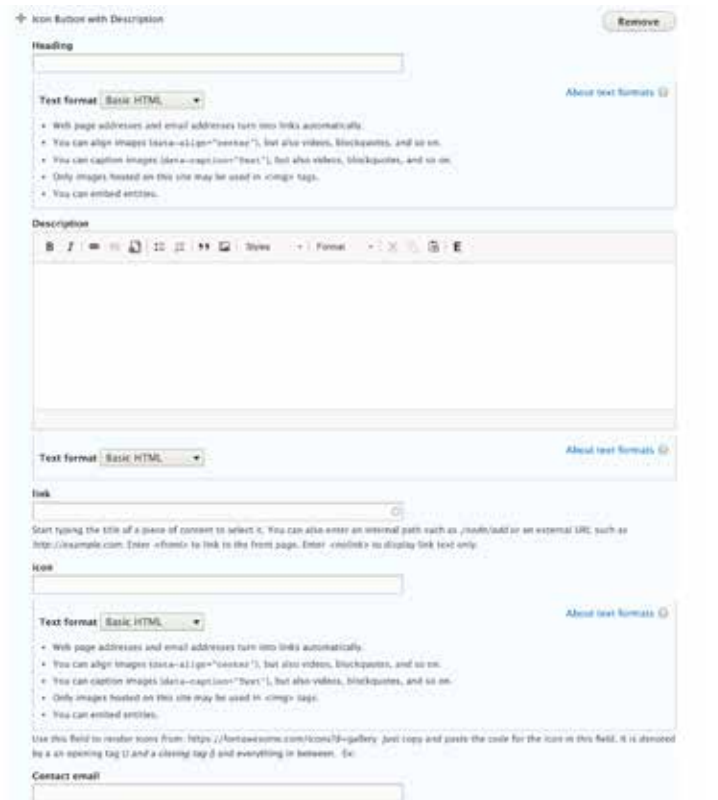 Icon Button with Description
Remove
Heading
Text format Basic HTML
About text formats
• Web page addresses and email addresses turn into links automatically.
• You can align images (data-align="center"), but also videos, blockquotes, and so on.
• You can caption images (data-caption="Text"), but also videos, blockquotes, and so on.
• Only images hosted on this site may be used in <img> tags.
• You can embed entities.
Description
B I Styles Format E
Text format Basic HTML
About text formats
link
Start typing the title of a piece of content to select it. You can also enter an internal path such as /node/add or an external URL such as
http://example.com. Enter <front> to link to the front page. Enter <nolink> to display link text only.
icon
Text format Basic HTML
About text formats
• Web page addresses and email addresses turn into links automatically.
• You can align images (data-align="center"), but also videos, blockquotes, and so on.
• You can caption images (data-caption="Text"), but also videos, blockquotes, and so on.
• Only images hosted on this site may be used in <img> tags.
• You can embed entities.
Use this field to render icons from: https://fontawesome.com/icons?d=gallery. Just copy and paste the code for the icon in this field. It is denoted
by a an opening tag and a closing tag and everything in between. Ex:
Contact email